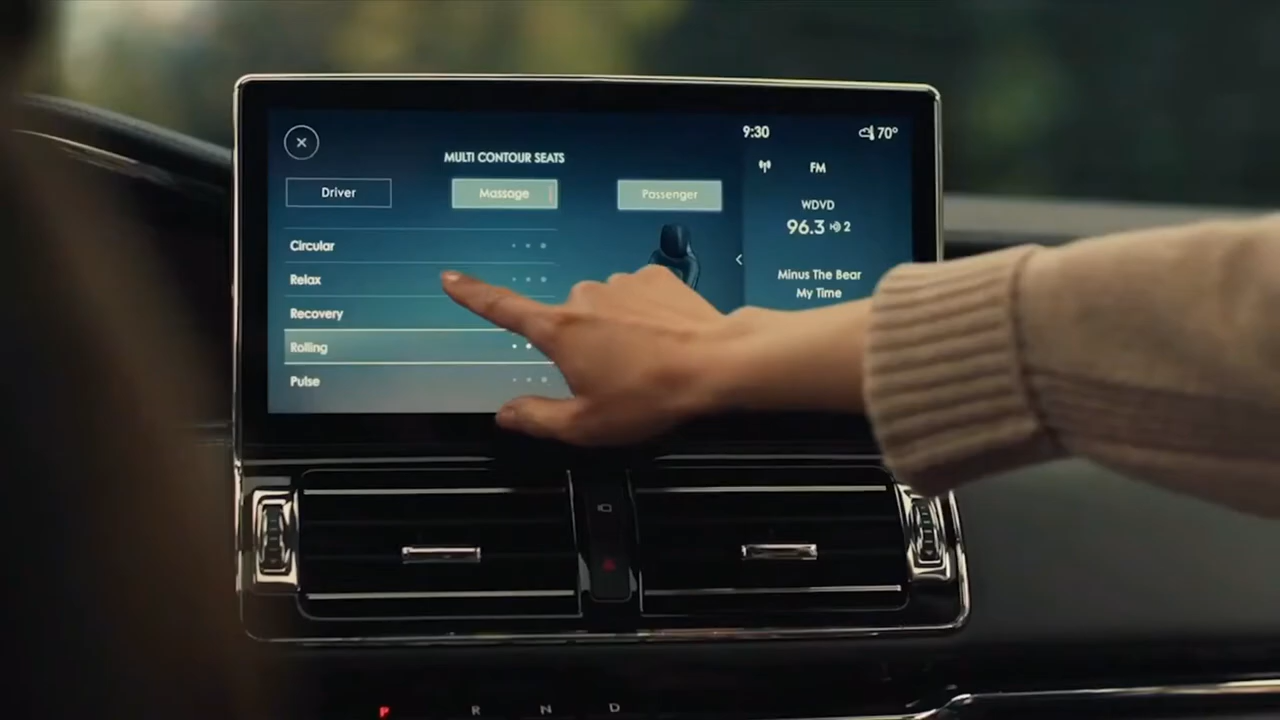 9:30
70°
MULTI CONTOUR SEATS
FM
Driver
Massage
Passenger
WDVD
96.3 2
Circular
Relax
Minus The Bear
My Time
Recovery
Rolling
Pulse
P R N D